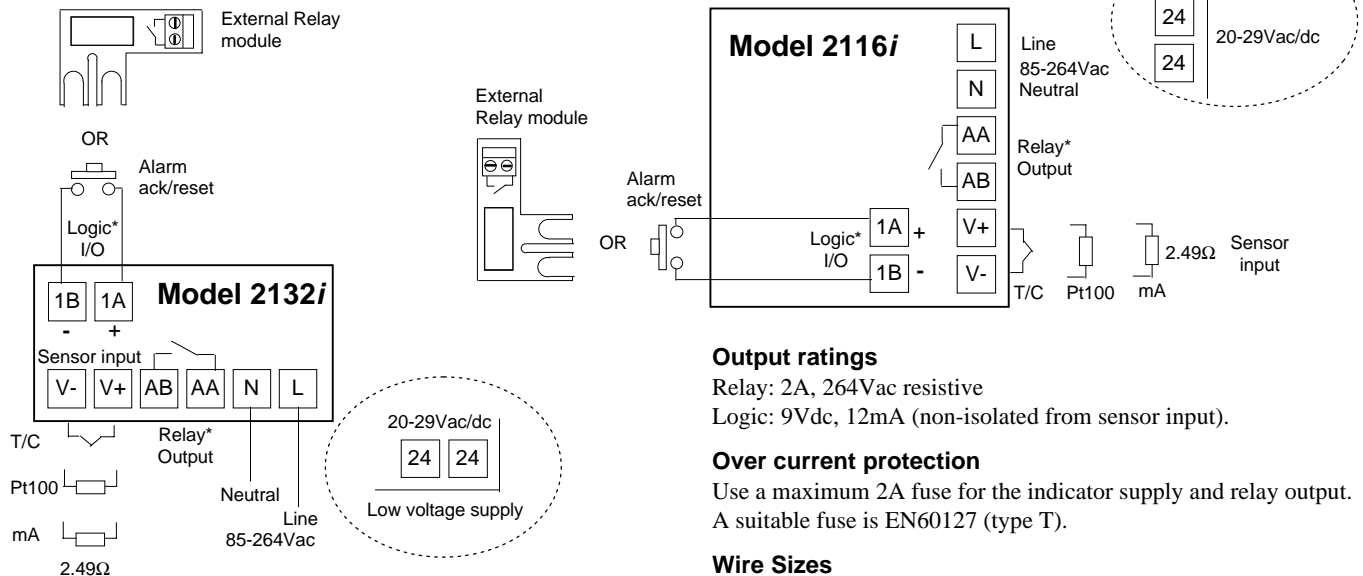 External Relay
module
OR
Alarm
ack/reset
Logic*
I/O
1B 1A Model 2132i
- +
Sensor input
V- V+ AB AA N L
T/C
Relay*
Output
Pt100
Neutral
mA
Line
85-264Vac
2.49Ω
20-29Vac/dc
24 24
Low voltage supply
External
Relay module
OR
Alarm
ack/reset
Model 2116i
L Line
85-264Vac
N Neutral
AA
Relay*
Output
AB
Logic*
I/O
1A +
1B -
V+
V-
T/C Pt100 mA
2.49Ω
Sensor
input
24
24
20-29Vac/dc
Output ratings
Relay: 2A, 264Vac resistive
Logic: 9Vdc, 12mA (non-isolated from sensor input).
Over current protection
Use a maximum 2A fuse for the indicator supply and relay output.
A suitable fuse is EN60127 (type T).
Wire Sizes